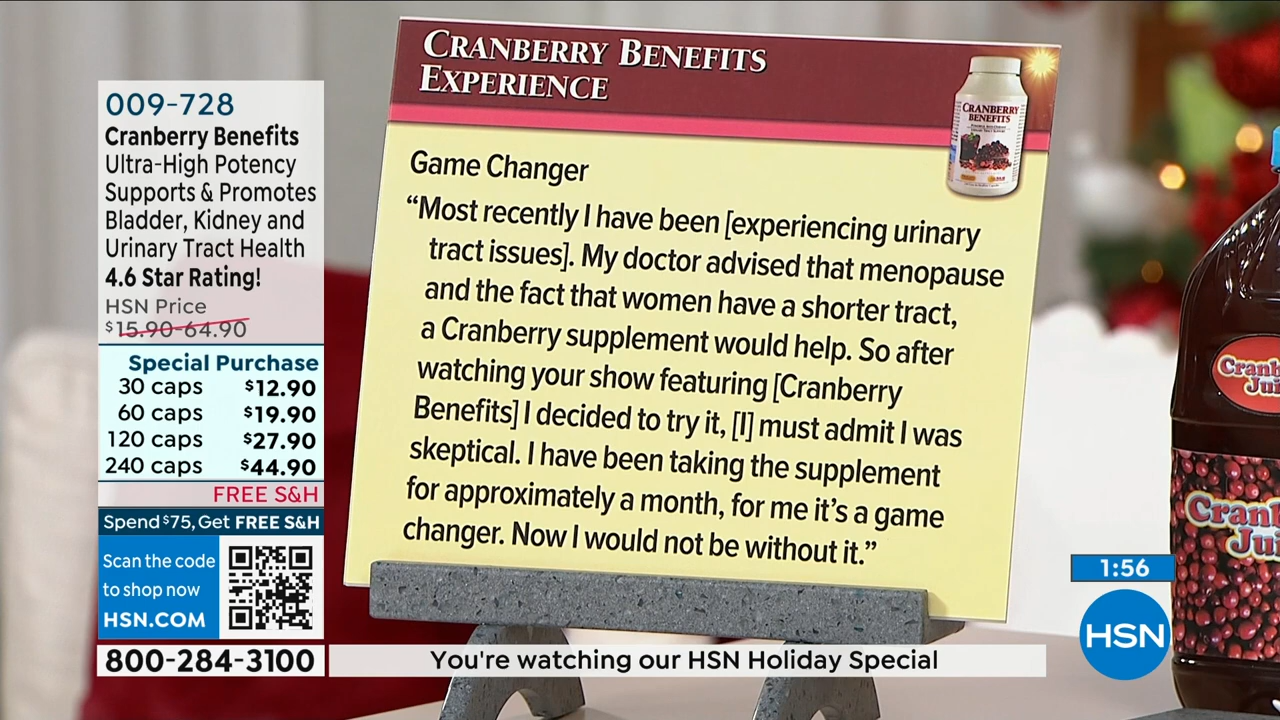 009-728
Cranberry Benefits
Ultra-High Potency
Supports & Promotes
Bladder, Kidney and
Urinary Tract Health
4.6 Star Rating!
HSN Price
$15.90-64.90
Special Purchase
30 caps $12.90
60 caps $19.90
120 caps $27.90
240 caps $44.90
FREE S&H
Spend $75, Get FREE S&H
Scan the code
to shop now
HSN.COM
800-284-3100
You're watching our HSN Holiday Special
CRANBERRY BENEFITS
EXPERIENCE
CRANBERRY
BENEFITS
Game Changer
“Most recently I have been [experiencing urinary
tract issues]. My doctor advised that menopause
and the fact that women have a shorter tract,
a Cranberry supplement would help. So after
watching your show featuring [Cranberry
Benefits] I decided to try it, [I] must admit I was
skeptical. I have been taking the supplement
for approximately a month, for me it’s a game
changer. Now I would not be without it.”
1:56
HSN